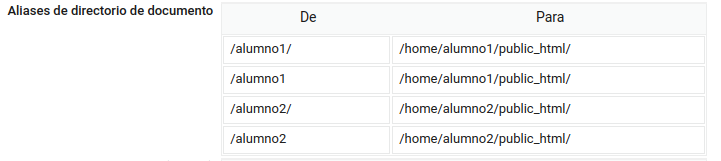 Aliases de directorio de documento
De Para
/alumno1/ /home/alumno1/public_html/
/alumno1 /home/alumno1/public_html/
/alumno2/ /home/alumno2/public_html/
/alumno2 /home/alumno2/public_html/